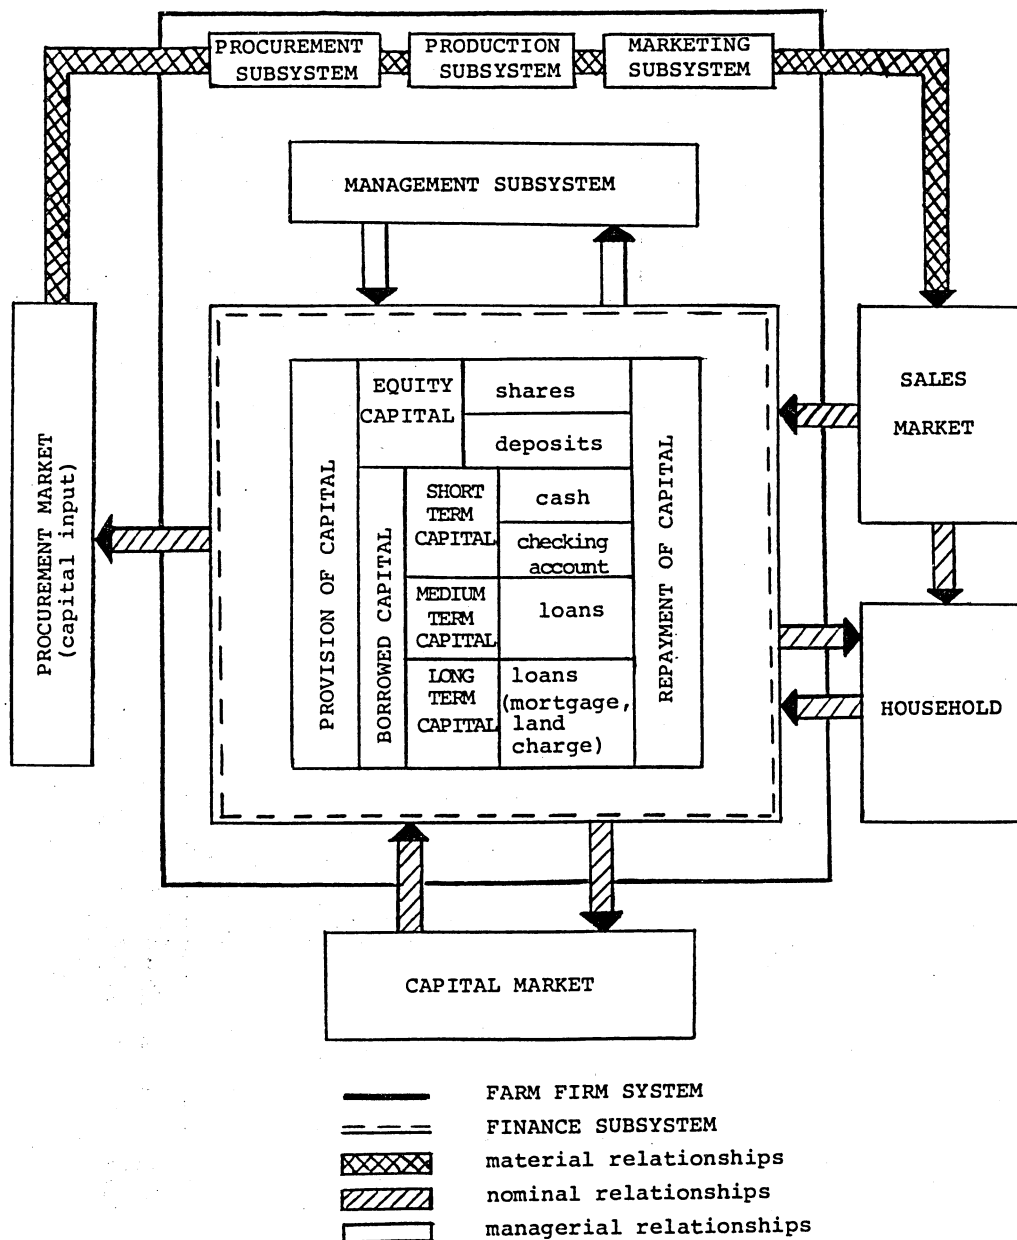 PROCUREMENT
SUBSYSTEM
PRODUCTION
SUBSYSTEM
MARKETING
SUBSYSTEM
MANAGEMENT SUBSYSTEM
PROCUREMENT MARKET
(capital input)
PROVISION OF CAPITAL
EQUITY
CAPITAL
shares
deposits
BORROWED CAPITAL
SHORT
TERM
CAPITAL
cash
checking
account
MEDIUM
TERM
CAPITAL
loans
LONG
TERM
CAPITAL
loans
(mortgage,
land
charge)
REPAYMENT OF CAPITAL
SALES
MARKET
HOUSEHOLD
CAPITAL MARKET
FARM FIRM SYSTEM
FINANCE SUBSYSTEM
material relationships
nominal relationships
managerial relationships